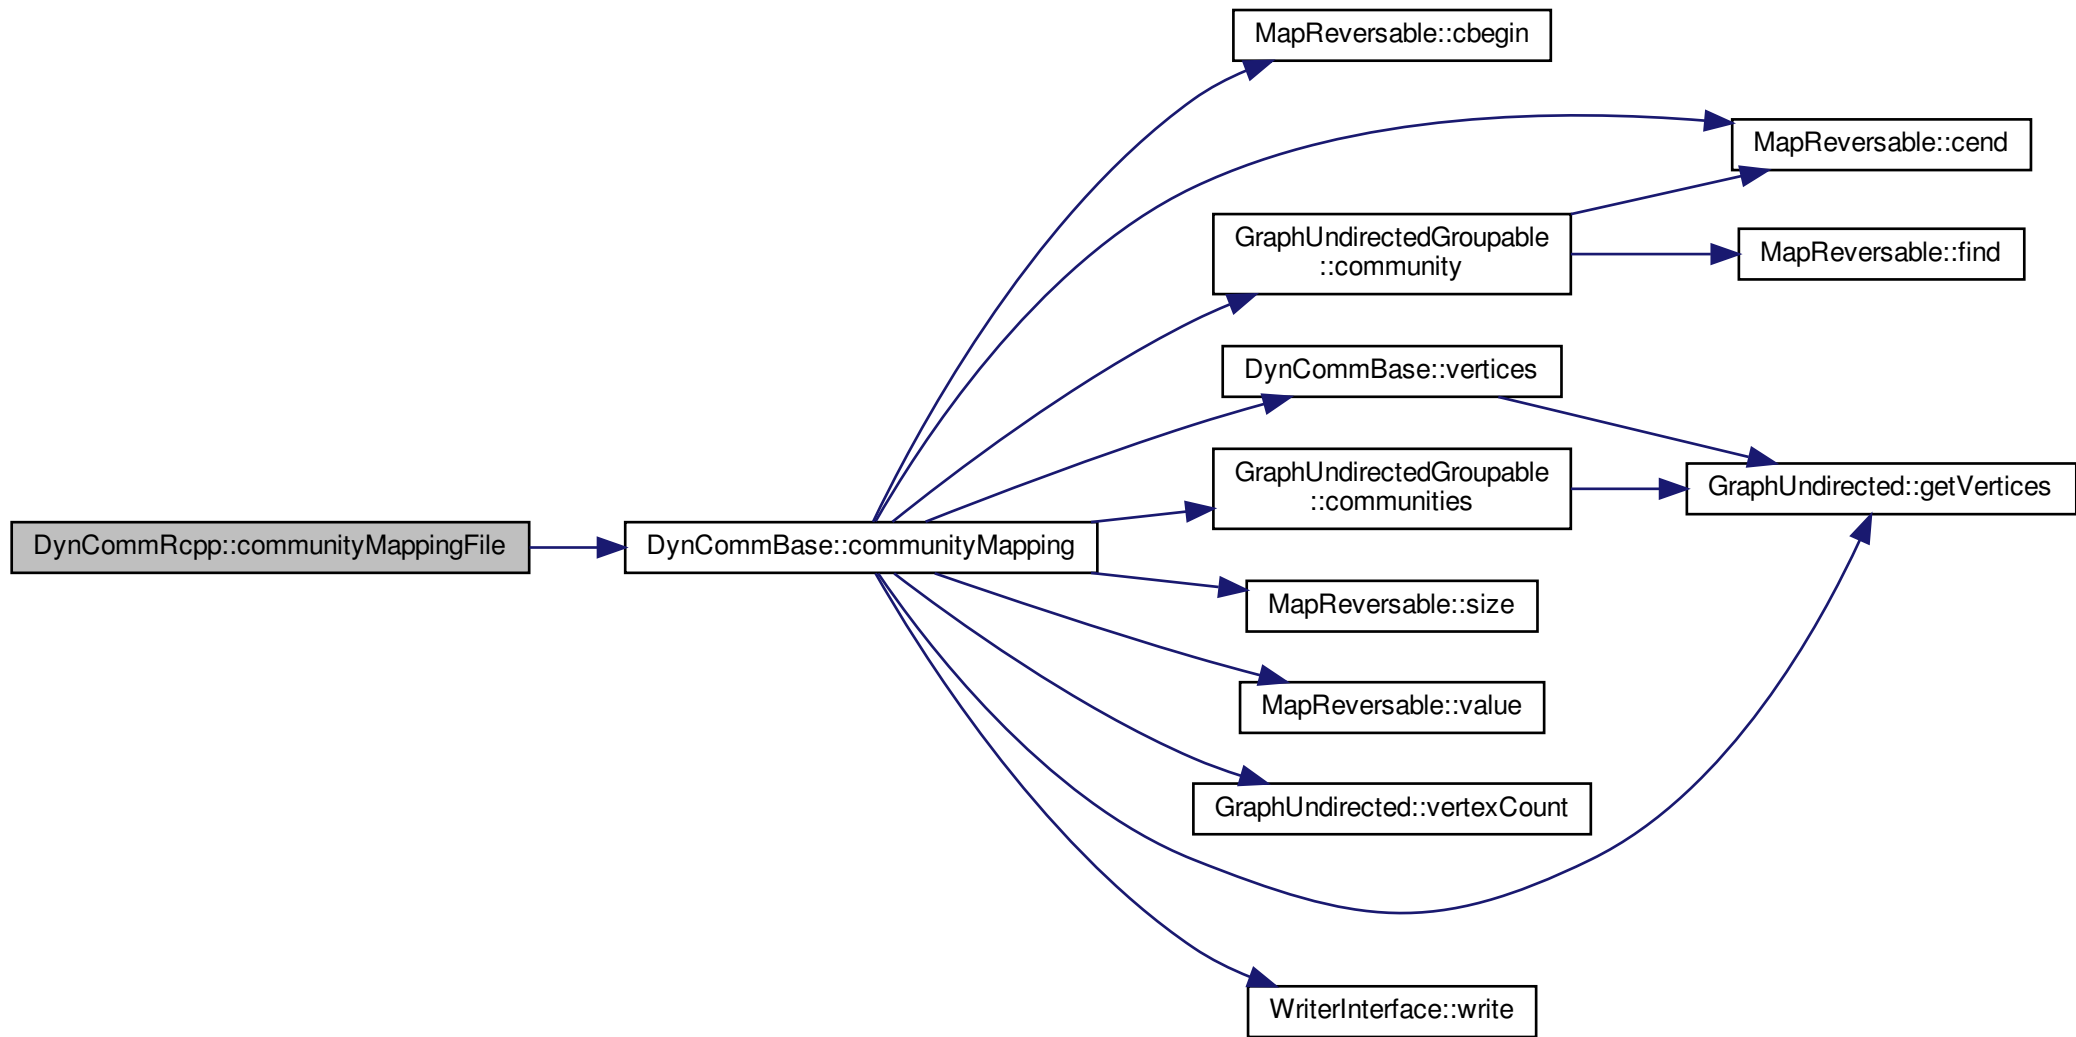 MapReversable::cbegin
MapReversable::cend
GraphUndirectedGroupable
::community
MapReversable::find
DynCommBase::vertices
GraphUndirectedGroupable
::communities
GraphUndirected::getVertices
DynCommRcpp::communityMappingFile
DynCommBase::communityMapping
MapReversable::size
MapReversable::value
GraphUndirected::vertexCount
WriterInterface::write